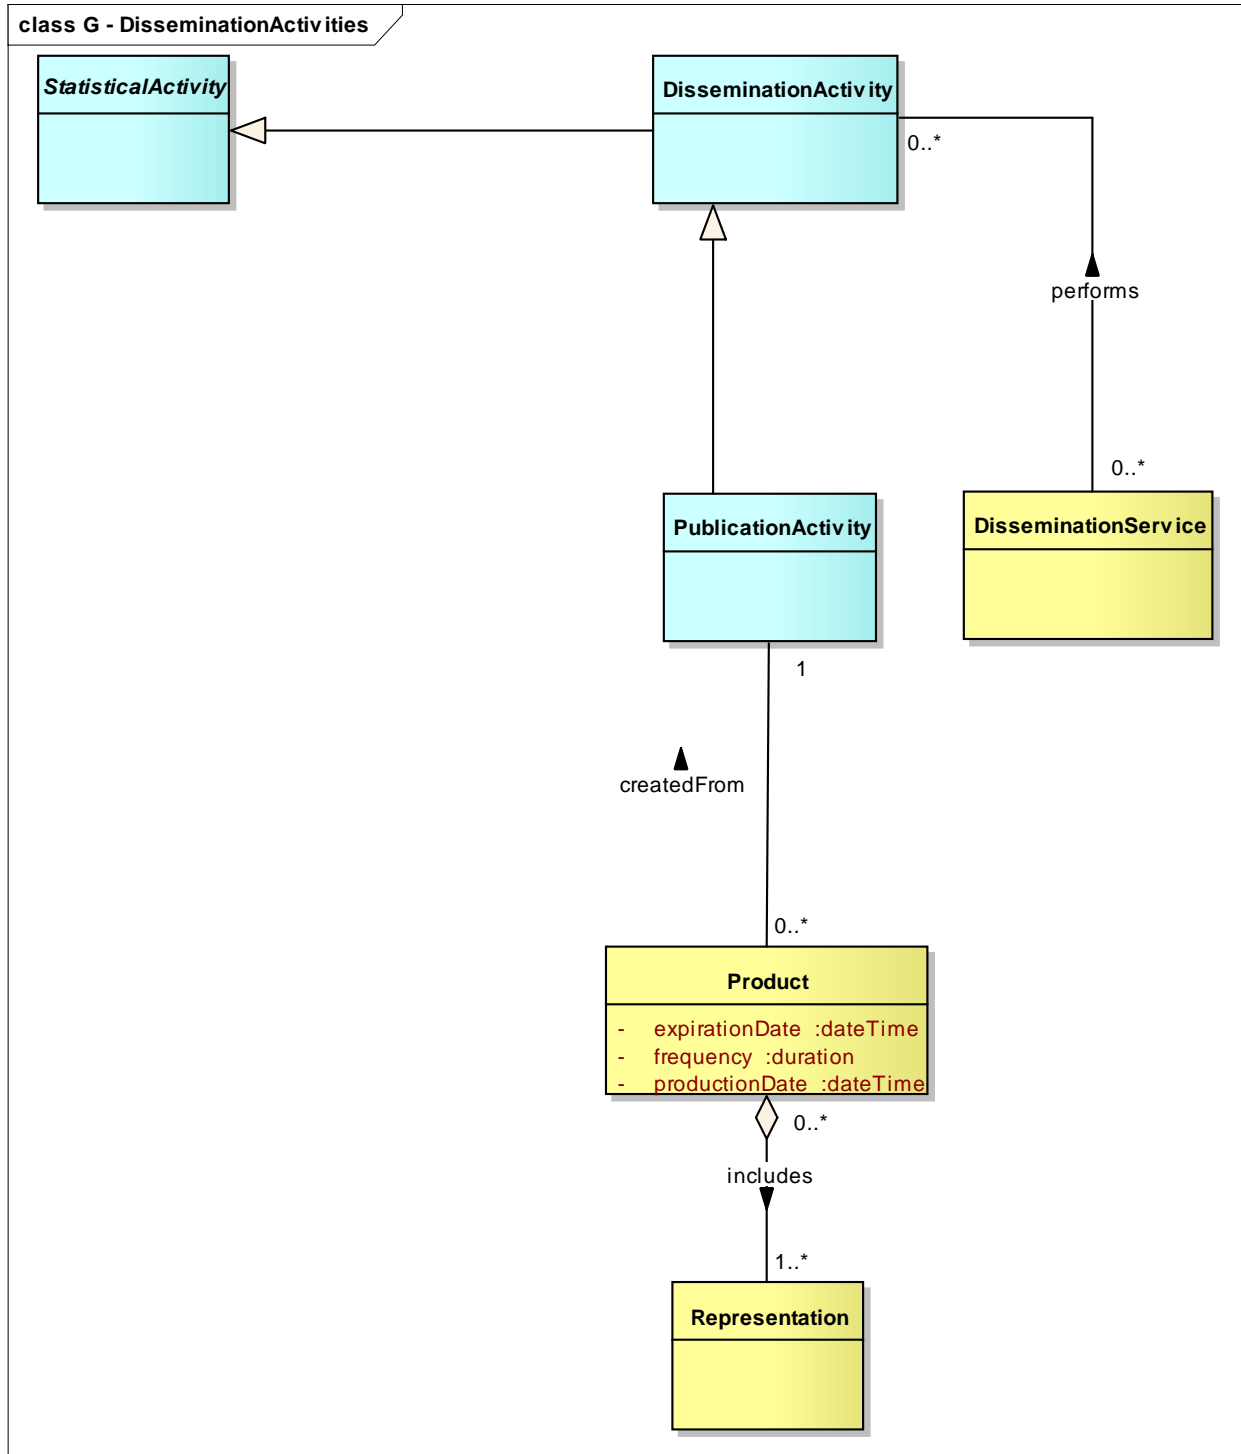 class G - DisseminationActivities
StatisticalActivity
DisseminationActivity
0..*
performs
0..*
PublicationActivity
DisseminationService
1
createdFrom
0..*
Product
- expirationDate :dateTime
- frequency :duration
- productionDate :dateTime
0..*
includes
1..*
Representation